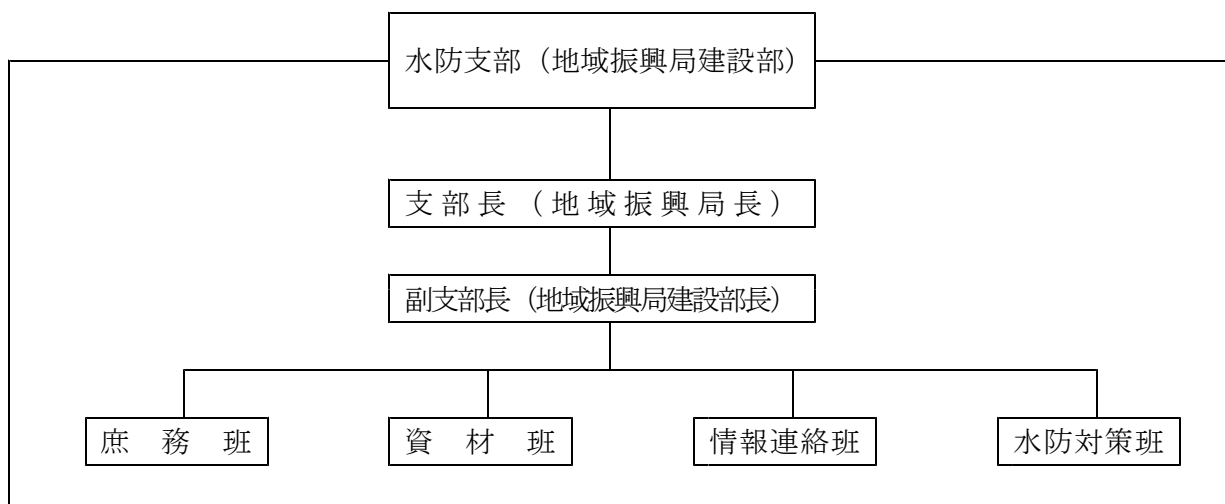 水防支部（地域振興局建設部）
支部長（地域振興局長）
副支部長（地域振興局建設部長）
庶務班
資材班
情報連絡班
水防対策班